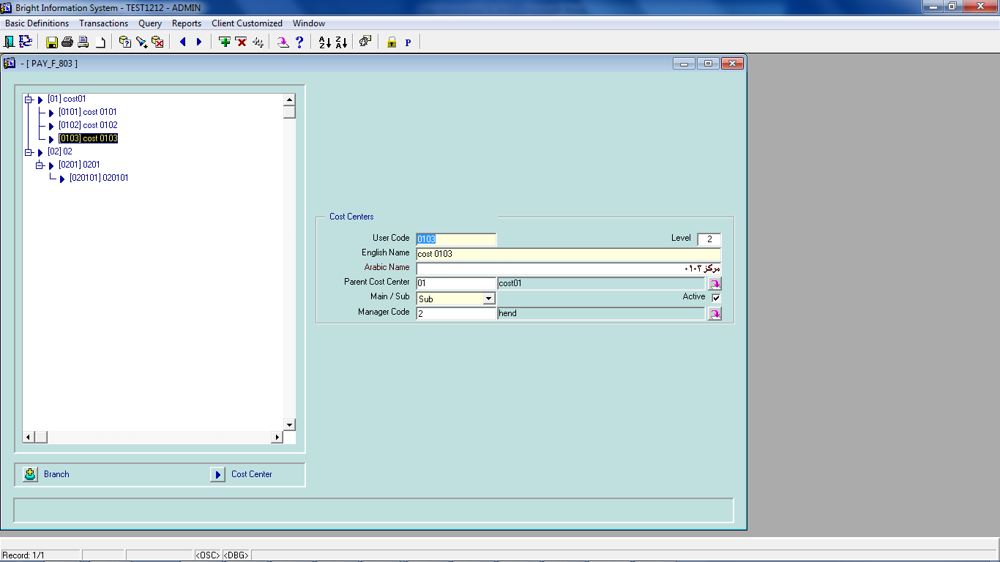 Bright Information System - TEST1212 - ADMIN
Basic Definitions Transactions Query Reports Client Customized Window
- [ PAY_F_803 ]
[01] cost01
[0101] cost 0101
[0102] cost 0102
[0103] cost 0103
[02] 02
[0201] 0201
[020101] 020101
Cost Centers
User Code 0103 Level 2
English Name cost 0103
Arabic Name مركز ٠١٠٣
Parent Cost Center 01 cost01
Main / Sub Sub Active
Manager Code 2 hend
Branch Cost Center
Record: 1/1 <OSC> <DBG>